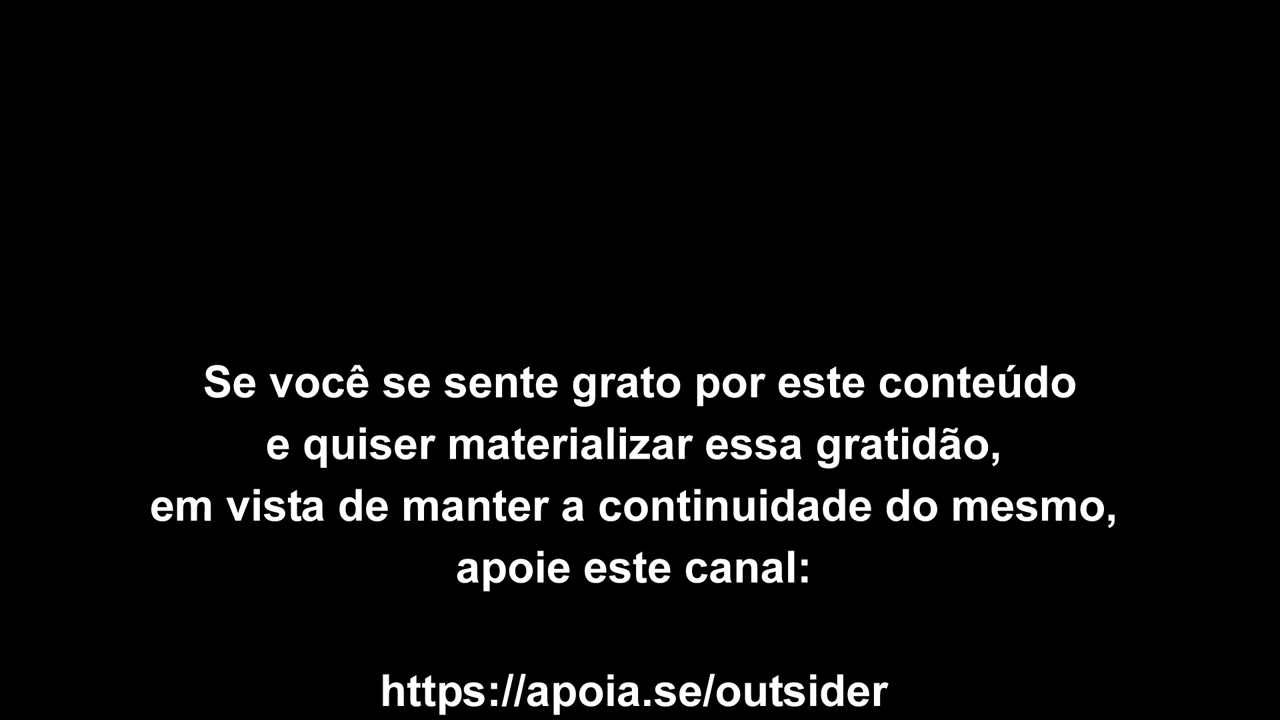 Se você se sente grato por este conteúdo
e quiser materializar essa gratidão,
em vista de manter a continuidade do mesmo,
apoie este canal:
https://apoia.se/outsider